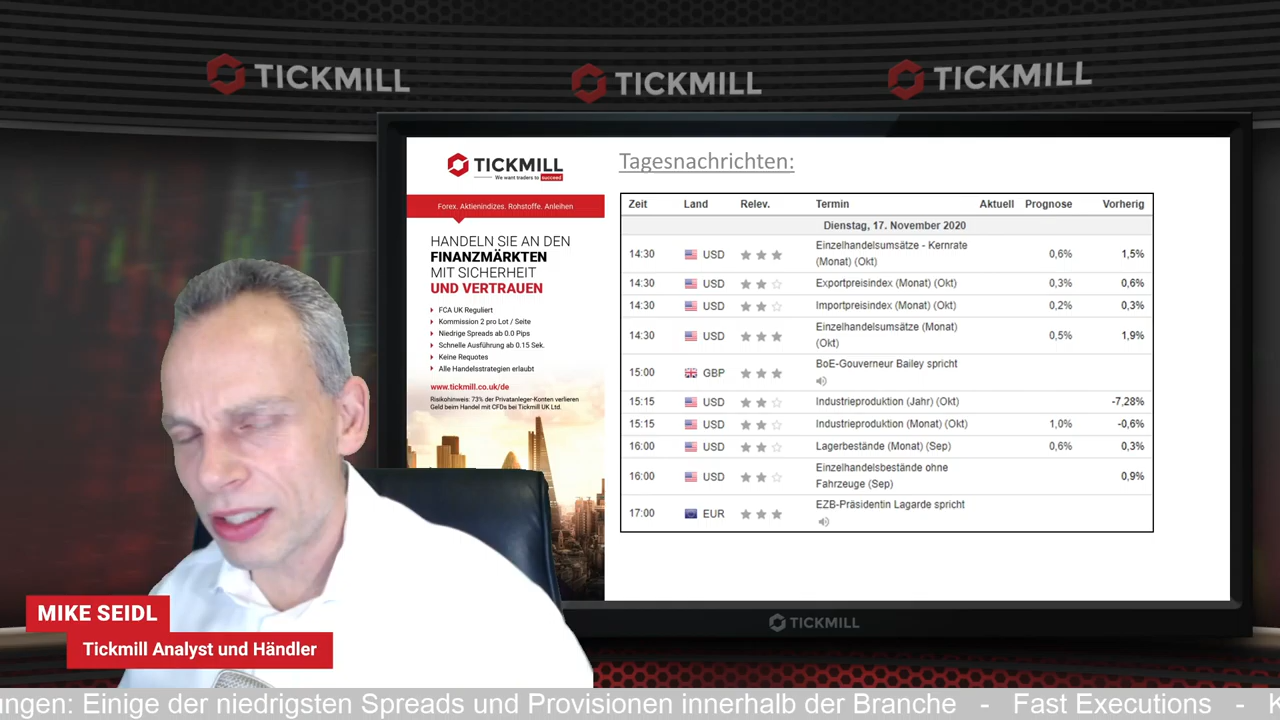 TICKMILL
TICKMILL
TICKMILL
TICKMILL
We want traders to succeed
Forex. Aktienindizes. Rohstoffe. Anleihen
HANDELN SIE AN DEN
FINANZMÄRKTEN
MIT SICHERHEIT
UND VERTRAUEN
FCA UK Reguliert
Kommission 2 pro Lot / Seite
Niedrige Spreads ab 0.0 Pips
Schnelle Ausführung ab 0.15 Sek.
Keine Requotes
Alle Handelsstrategien erlaubt
www.tickmill.co.uk/de
Risikohinweis: 73% der Privatanleger-Konten verlieren
Geld beim Handel mit CFDs bei Tickmill UK Ltd.
Tagesnachrichten:
Zeit Land Relev. Termin Aktuell Prognose Vorherig
Dienstag, 17. November 2020
14:30 USD Einzelhandelsumsätze - Kernrate 0,6% 1,5%
(Monat) (Okt)
14:30 USD Exportpreisindex (Monat) (Okt) 0,3% 0,6%
14:30 USD Importpreisindex (Monat) (Okt) 0,2% 0,3%
14:30 USD Einzelhandelsumsätze (Monat) 0,5% 1,9%
(Okt)
15:00 GBP BoE-Gouverneur Bailey spricht
15:15 USD Industrieproduktion (Jahr) (Okt) -7,28%
15:15 USD Industrieproduktion (Monat) (Okt) 1,0% -0,6%
16:00 USD Lagerbestände (Monat) (Sep) 0,6% 0,3%
16:00 USD Einzelhandelsbestände ohne 0,9%
Fahrzeuge (Sep)
17:00 EUR EZB-Präsidentin Lagarde spricht
TICKMILL
MIKE SEIDL
Tickmill Analyst und Händler
ungen: Einige der niedrigsten Spreads und Provisionen innerhalb der Branche - Fast Executions - K